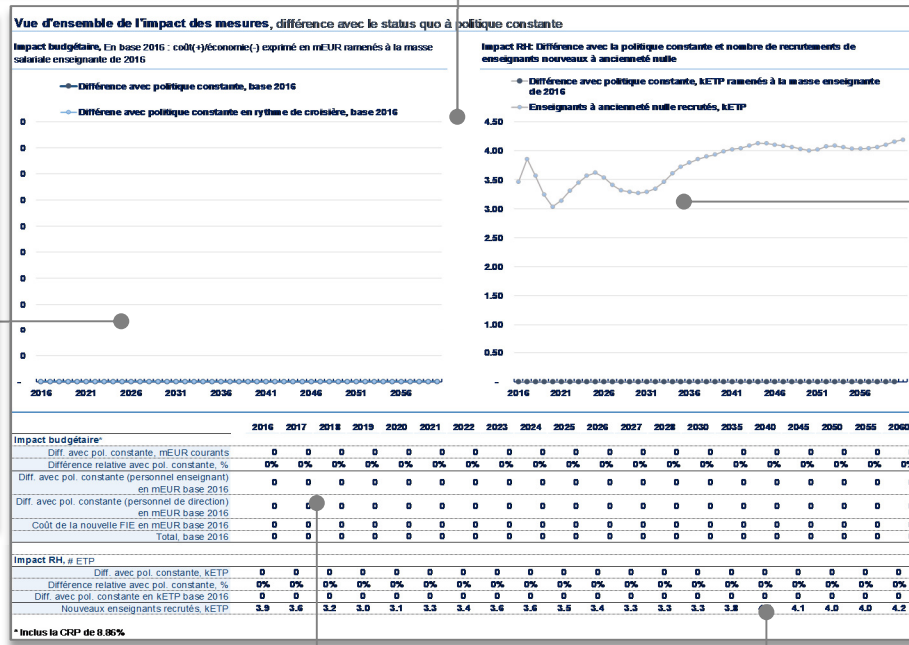 Vue d'ensemble de l'impact des mesures, différence avec le status quo à politique constante
Impact budgétaire, En base 2016 : coût(+)/économie(-) exprimé en mEUR ramenés à la masse
salariale enseignante de 2016
Différence avec politique constante, base 2016
Différence avec politique constante en rythme de croisière, base 2016
0
0
0
0
0
0
0
0
0
0
-
2016 2021 2026 2031 2036 2041 2046 2051 2056
Impact RH: Différence avec la politique constante et nombre de recrutements de
enseignants nouveaux à ancienneté nulle
Différence avec politique constante, kETP ramenés à la masse enseignante
de 2016
Enseignants à ancienneté nulle recrutés, kETP
4.50
4.00
3.50
3.00
2.50
2.00
1.50
1.00
0.50
-
2016 2021 2026 2031 2036 2041 2046 2051 2056
2016 2017 2018 2019 2020 2021 2022 2023 2024 2025 2026 2027 2028 2030 2035 2040 2045 2050 2055 2060
Impact budgétaire*
Diff. avec pol. constante, mEUR courants 0 0 0 0 0 0 0 0 0 0 0 0 0 0 0 0 0 0 0
Différence relative avec pol. constante, % 0% 0% 0% 0% 0% 0% 0% 0% 0% 0% 0% 0% 0% 0% 0% 0% 0% 0% 0% 0%
Diff. avec pol. constante (personnel enseignant)
en mEUR base 2016 0 0 0 0 0 0 0 0 0 0 0 0 0 0 0 0 0 0 0
Diff. avec pol. constante (personnel de direction)
en mEUR base 2016 0 0 0 0 0 0 0 0 0 0 0 0 0 0 0 0 0 0 0
Coût de la nouvelle FIE en mEUR base 2016 0 0 0 0 0 0 0 0 0 0 0 0 0 0 0 0 0 0 0
Total, base 2016 0 0 0 0 0 0 0 0 0 0 0 0 0 0 0 0 0 0 0
Impact RH, # ETP
Diff. avec pol. constante, kETP 0 0 0 0 0 0 0 0 0 0 0 0 0 0 0 0 0 0 0 0
Différence relative avec pol. constante, % 0% 0% 0% 0% 0% 0% 0% 0% 0% 0% 0% 0% 0% 0% 0% 0% 0% 0% 0% 0%
Diff. avec pol. constante en kETP base 2016 0 0 0 0 0 0 0 0 0 0 0 0 0 0 0 0 0 0 0 0
Nouveaux enseignants recrutés, kETP 3.9 3.6 3.2 3.0 3.1 3.3 3.4 3.6 3.6 3.5 3.4 3.3 3.3 3.3 3.8 4.1 4.0 4.0 4.2
* Inclus la CRP de 8.86%